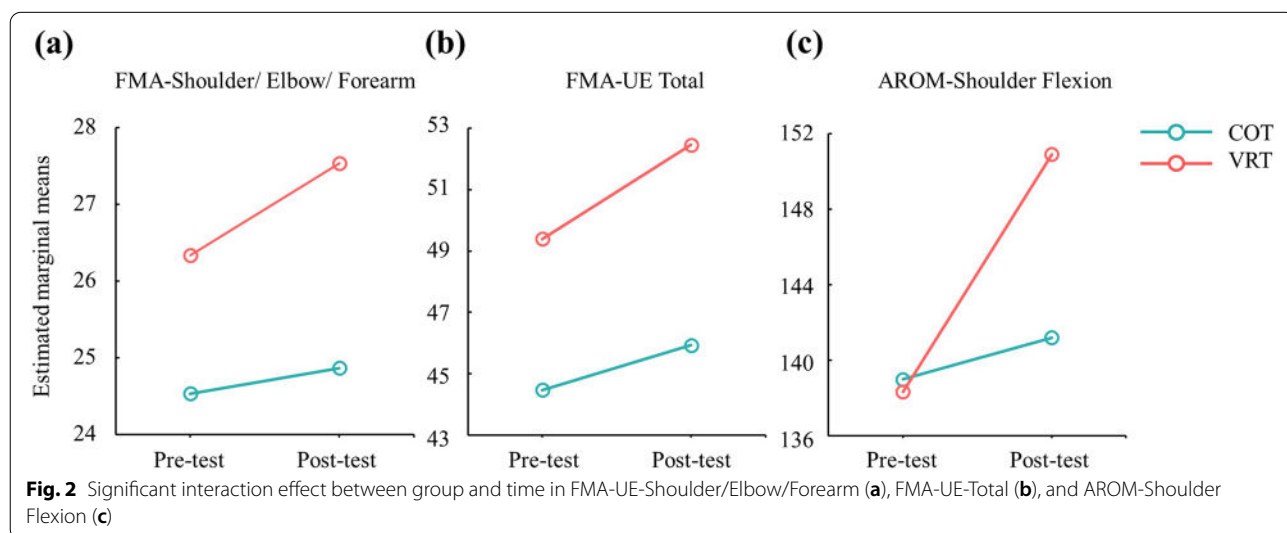 (a)
FMA-Shoulder/ Elbow/ Forearm
Estimated marginal means
28
27
26
25
24
Pre-test Post-test
(b)
FMA-UE Total
53
51
49
46
45
43
Pre-test Post-test
(c)
AROM-Shoulder Flexion
152
148
144
140
136
Pre-test Post-test
COT
VRT
Fig. 2 Significant interaction effect between group and time in FMA-UE-Shoulder/Elbow/Forearm (a), FMA-UE-Total (b), and AROM-Shoulder
Flexion (c)